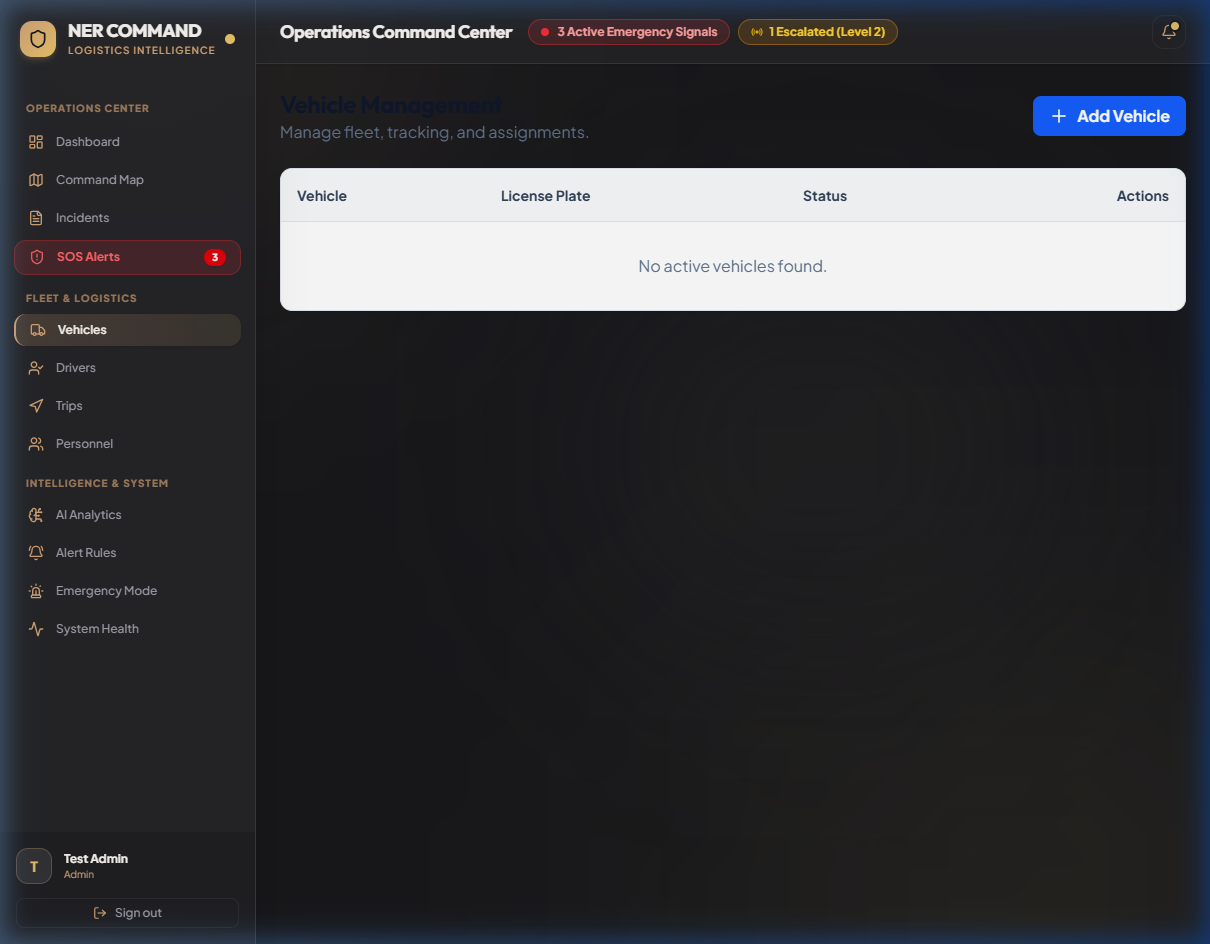 NER COMMAND
LOGISTICS INTELLIGENCE
OPERATIONS CENTER
Dashboard
Command Map
Incidents
SOS Alerts 3
FLEET & LOGISTICS
Vehicles
Drivers
Trips
Personnel
INTELLIGENCE & SYSTEM
AI Analytics
Alert Rules
Emergency Mode
System Health
T
Test Admin
Admin
Sign out
Operations Command Center 3 Active Emergency Signals 1 Escalated (Level 2)
Vehicle Management
Manage fleet, tracking, and assignments.
Add Vehicle
Vehicle License Plate Status Actions
No active vehicles found.